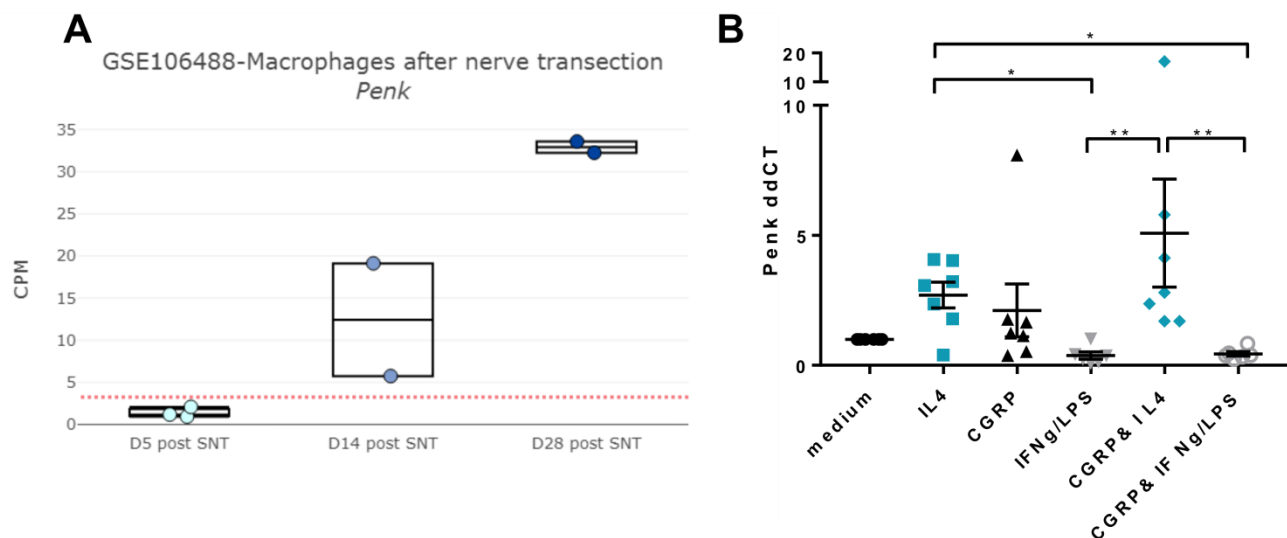 A
GSE106488-Macrophages after nerve transection
Penk
CPM
35
30
25
20
15
10
5
0
D5 post SNT
D14 post SNT
D28 post SNT
B
Penk ddCT
20
10
10
5
0
*
*
**
**
medium
IL4
CGRP
IFNg/LPS
CGRP& IL4
CGRP& IF Ng/LPS